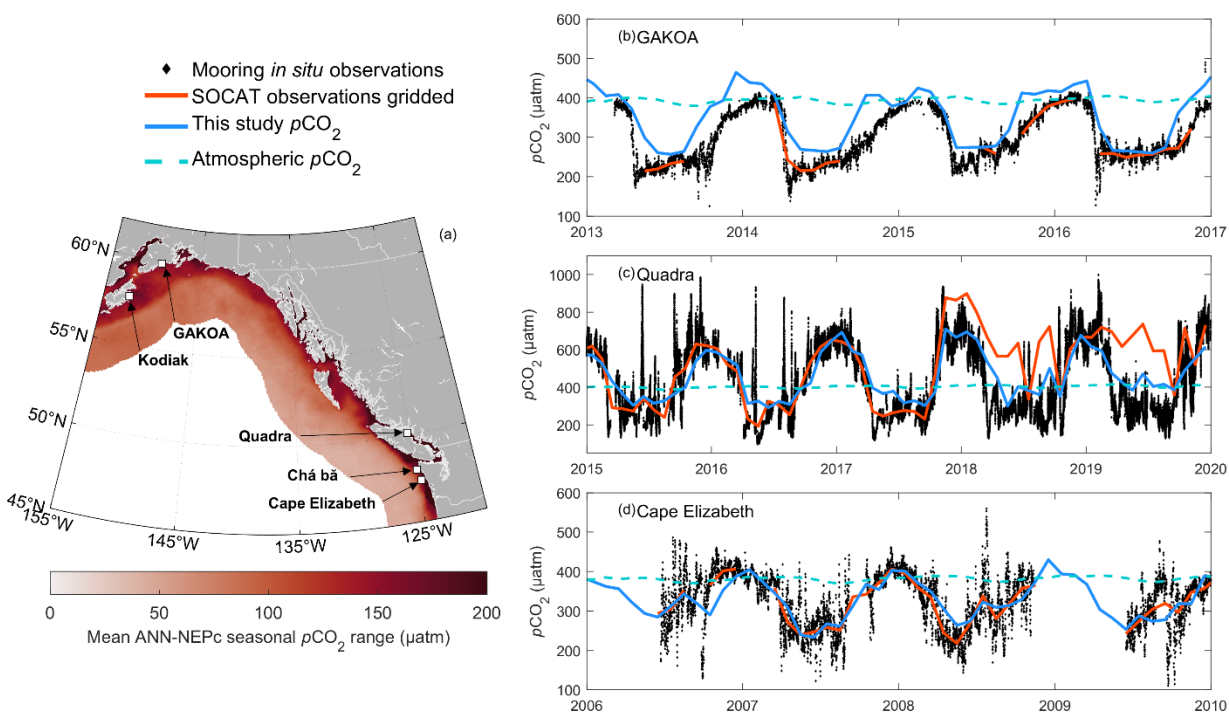 Mooring in situ observations
SOCAT observations gridded
This study pCO2
Atmospheric pCO2
(a)
60°N
55°N
50°N
45°N
155°W
145°W
135°W
125°W
GAKOA
Kodiak
Quadra
Chá bă
Cape Elizabeth
0 50 100 150 200
Mean ANN-NEPc seasonal pCO2 range (µatm)
(b) GAKOA
pCO2 (µatm)
600
500
400
300
200
100
2013 2014 2015 2016 2017
(c) Quadra
pCO2 (µatm)
1000
800
600
400
200
2015 2016 2017 2018 2019 2020
(d) Cape Elizabeth
pCO2 (µatm)
600
500
400
300
200
100
2006 2007 2008 2009 2010